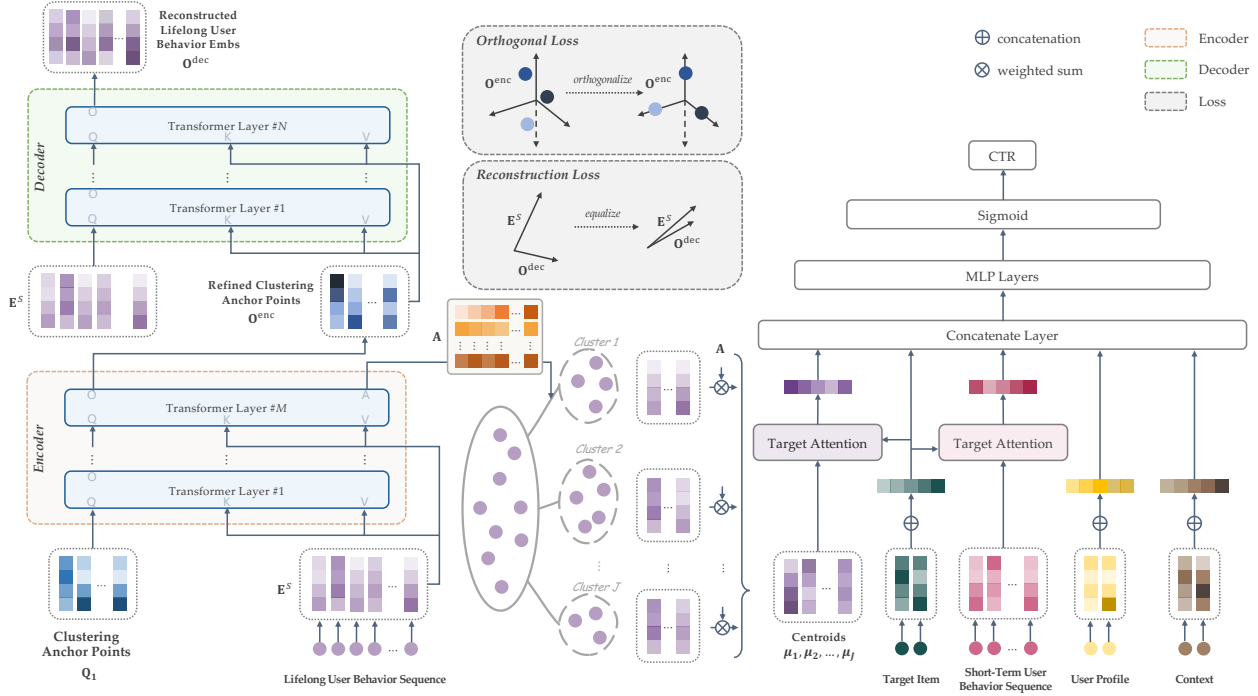 Reconstructed
Lifelong User
Behavior Embs
O^dec
Decoder
O
Transformer Layer #N
Q
K
V
...
O
Transformer Layer #1
Q
K
V
E^S
...
Refined Clustering
Anchor Points
O^enc
Encoder
O
A
Transformer Layer #M
Q
K
V
...
O
Transformer Layer #1
Q
K
V
Clustering
Anchor Points
Q_1
E^S
...
Lifelong User Behavior Sequence
Orthogonal Loss
O^enc
orthogonalize
O^enc
Reconstruction Loss
E^S
equalize
E^S
O^dec
O^dec
A
Cluster 1
Cluster 2
Cluster J
A
⊕ concatenation
⊗ weighted sum
Encoder
Decoder
Loss
CTR
Sigmoid
MLP Layers
Concatenate Layer
Target Attention
Target Attention
Centroids
μ_1, μ_2, ..., μ_J
Target Item
Short-Term User
Behavior Sequence
User Profile
Context